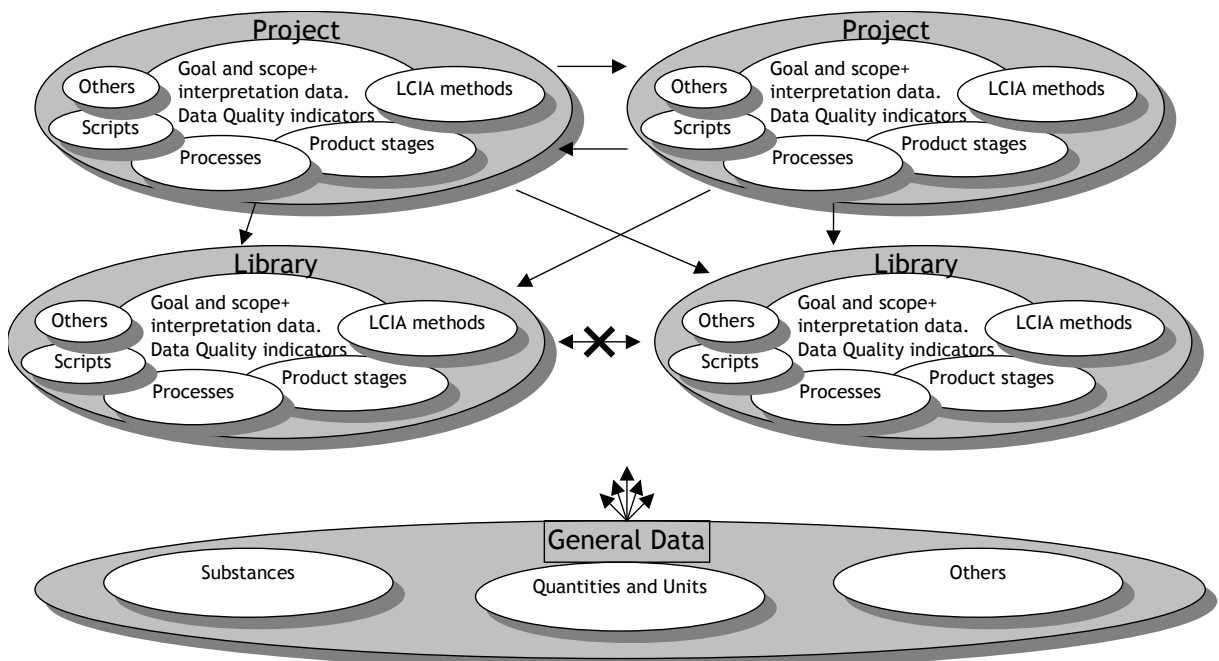 Project
Others
Goal and scope+
interpretation data.
Data Quality indicators
LCIA methods
Scripts
Processes
Product stages
Project
Others
Goal and scope+
interpretation data.
Data Quality indicators
LCIA methods
Scripts
Processes
Product stages
Library
Others
Goal and scope+
interpretation data.
Data Quality indicators
LCIA methods
Scripts
Processes
Product stages
Library
Others
Goal and scope+
interpretation data.
Data Quality indicators
LCIA methods
Scripts
Processes
Product stages
General Data
Substances
Quantities and Units
Others